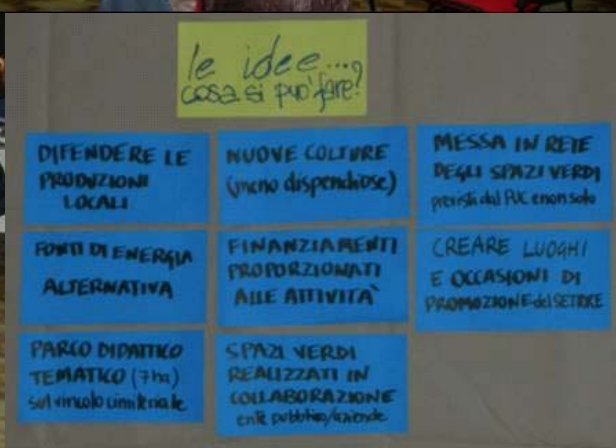 le idee...
cosa si può fare?
DIFENDERE LE
PRODUZIONI
LOCALI
NUOVE COLTURE
(meno dispendiose)
MESSA IN RETE
DEGLI SPAZI VERDI
previsti dal PUC e non solo
FONTI DI ENERGIA
ALTERNATIVA
FINANZIAMENTI
PROPORZIONATI
ALLE ATTIVITÀ
CREARE LUOGHI
E OCCASIONI DI
PROMOZIONE del SETTORE
PARCO DIDATTICO
TEMATICO (7ha)
sul vincolo cimiteriale
SPAZI VERDI
REALIZZATI IN
COLLABORAZIONE
ente pubblico/aziende